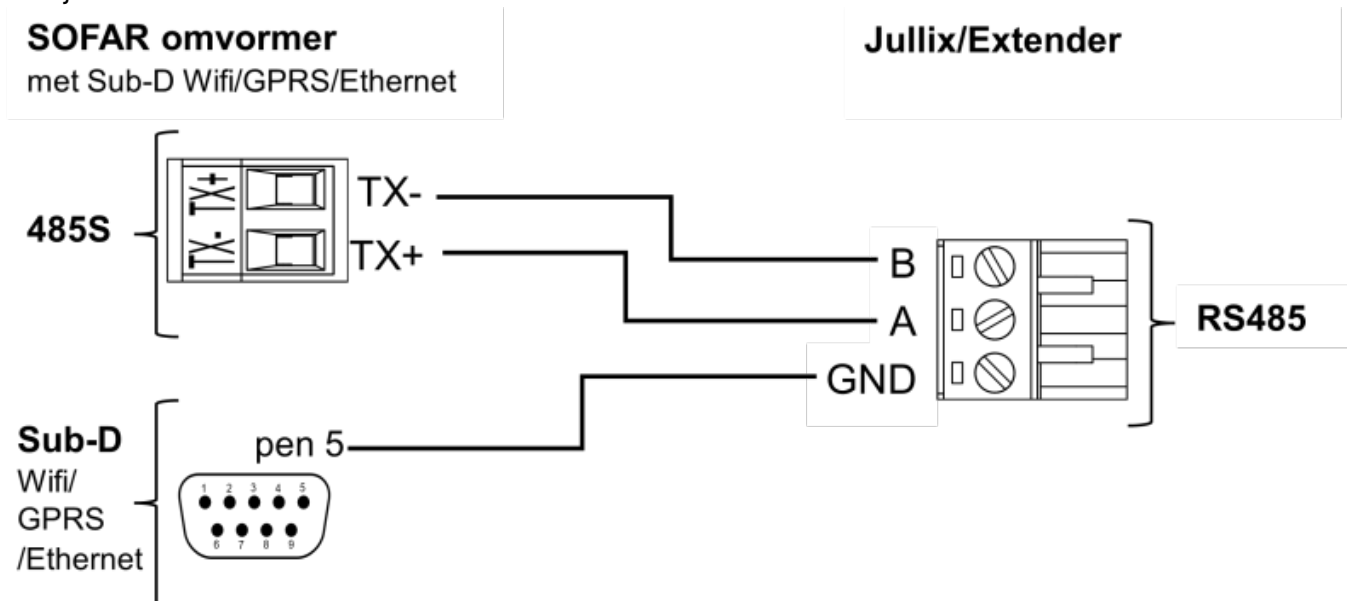 SOFAR omvormer
met Sub-D Wifi/GPRS/Ethernet
Jullix/Extender
485S
TX+
TX-
TX-
TX+
B
A
GND
RS485
Sub-D
Wifi/
GPRS
/Ethernet
pen 5
1 2 3 4 5
6 7 8 9